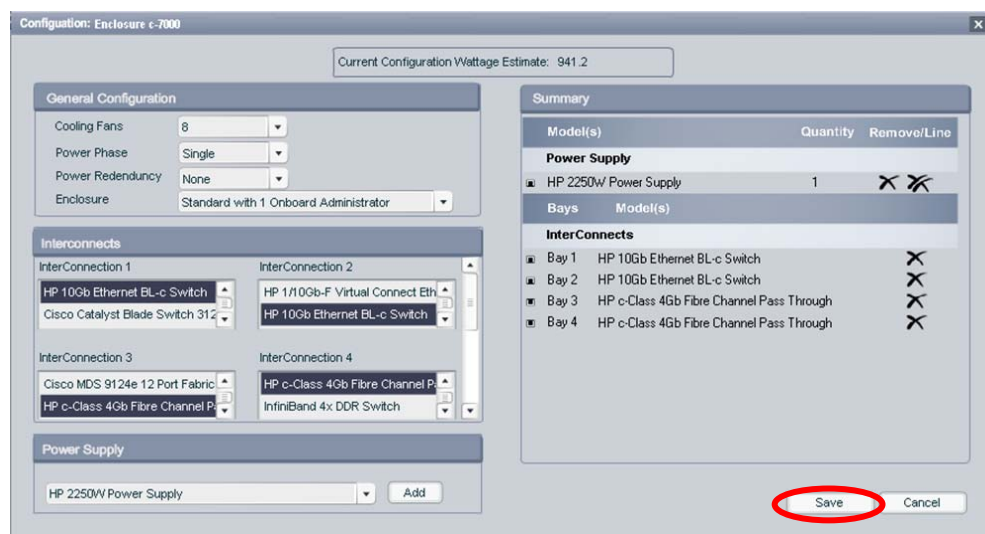 Configuation: Enclosure c-7000
Current Configuration Wattage Estimate: 941.2
General Configuration
Cooling Fans 8
Power Phase Single
Power Redenduncy None
Enclosure Standard with 1 Onboard Administrator
Interconnects
InterConnection 1 InterConnection 2
HP 10Gb Ethernet BL-c Switch HP 1/10Gb-F Virtual Connect Eth
Cisco Catalyst Blade Switch 312 HP 10Gb Ethernet BL-c Switch
InterConnection 3 InterConnection 4
Cisco MDS 9124e 12 Port Fabric HP c-Class 4Gb Fibre Channel P
HP c-Class 4Gb Fibre Channel P InfiniBand 4x DDR Switch
Power Supply
HP 2250W Power Supply Add
Summary
Model(s) Quantity Remove/Line
Power Supply
HP 2250W Power Supply 1
Bays Model(s)
InterConnects
Bay 1 HP 10Gb Ethernet BL-c Switch
Bay 2 HP 10Gb Ethernet BL-c Switch
Bay 3 HP c-Class 4Gb Fibre Channel Pass Through
Bay 4 HP c-Class 4Gb Fibre Channel Pass Through
Save Cancel